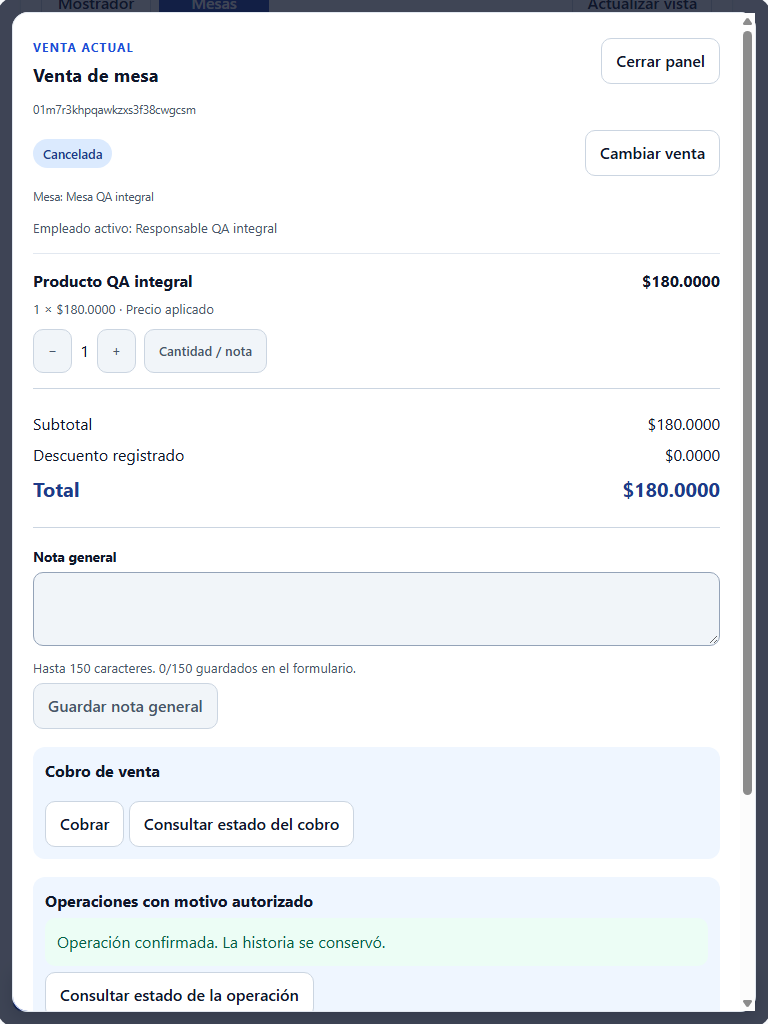 Mostrador Mesas Actualizar vista
VENTA ACTUAL
Venta de mesa
Cerrar panel
01m7r3khpqawkzxs3f38cwgcsm
Cancelada
Cambiar venta
Mesa: Mesa QA integral
Empleado activo: Responsable QA integral
Producto QA integral $180.0000
1 × $180.0000 · Precio aplicado
− 1 + Cantidad / nota
Subtotal $180.0000
Descuento registrado $0.0000
Total $180.0000
Nota general
Hasta 150 caracteres. 0/150 guardados en el formulario.
Guardar nota general
Cobro de venta
Cobrar Consultar estado del cobro
Operaciones con motivo autorizado
Operación confirmada. La historia se conservó.
Consultar estado de la operación